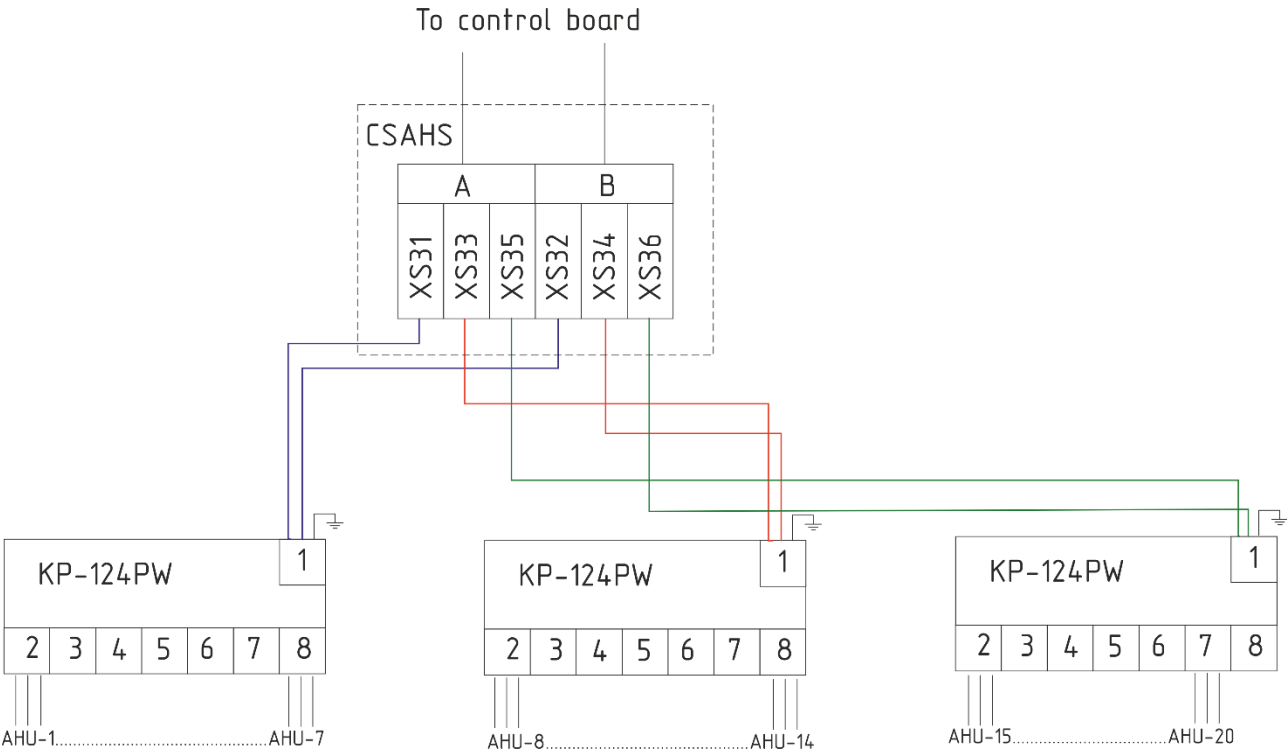 To control board
CSAHS
A B
XS31 XS33 XS35 XS32 XS34 XS36
KP-124PW 1
2 3 4 5 6 7 8
AHU-1..............................AHU-7
KP-124PW 1
2 3 4 5 6 7 8
AHU-8..............................AHU-14
KP-124PW 1
2 3 4 5 6 7 8
AHU-15......................AHU-20